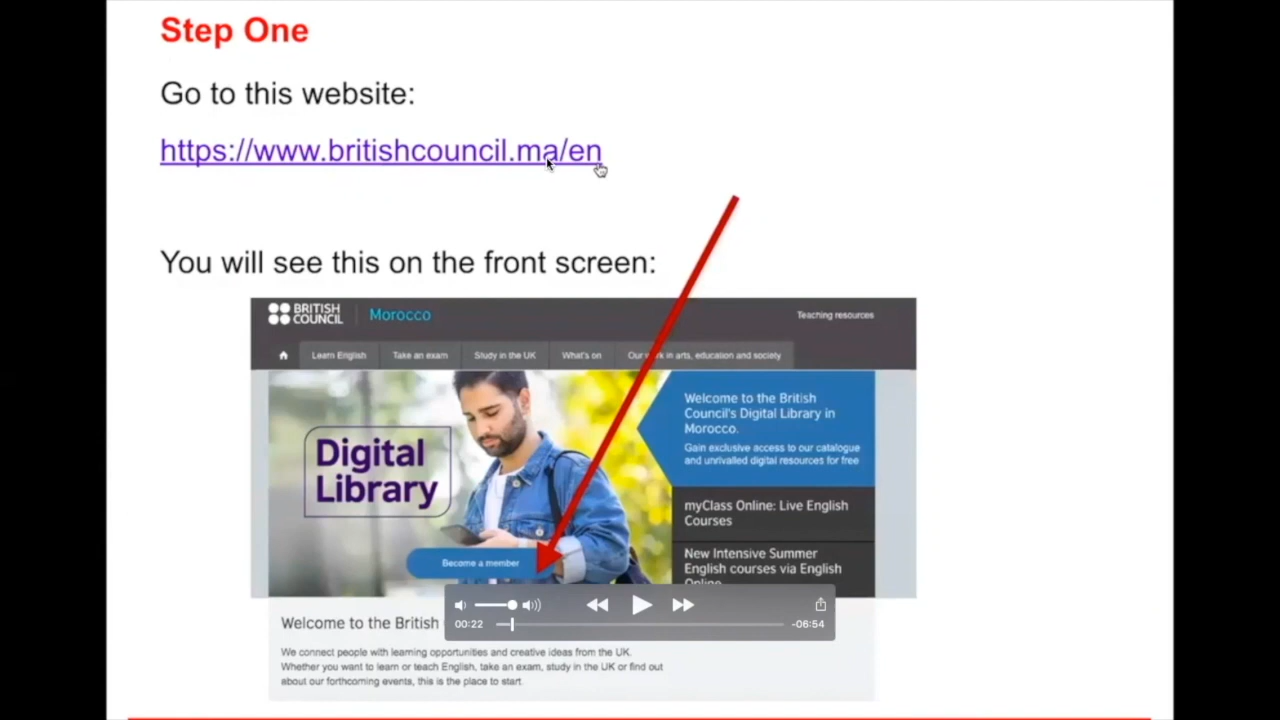 Step One
Go to this website:
https://www.britishcouncil.ma/en
You will see this on the front screen:
BRITISH
COUNCIL
Morocco
Teaching resources
Learn English
Take an exam
Study in the UK
What's on
Our work in arts, education and society
Digital
Library
Become a member
Welcome to the British
Council's Digital Library in
Morocco.
Gain exclusive access to our catalogue
and unrivalled digital resources for free
myClass Online: Live English
Courses
New Intensive Summer
English courses via English
Online
00:22
-06:54
Welcome to the British
We connect people with learning opportunities and creative ideas from the UK.
Whether you want to learn or teach English, take an exam, study in the UK or find out
about our forthcoming events, this is the place to start.